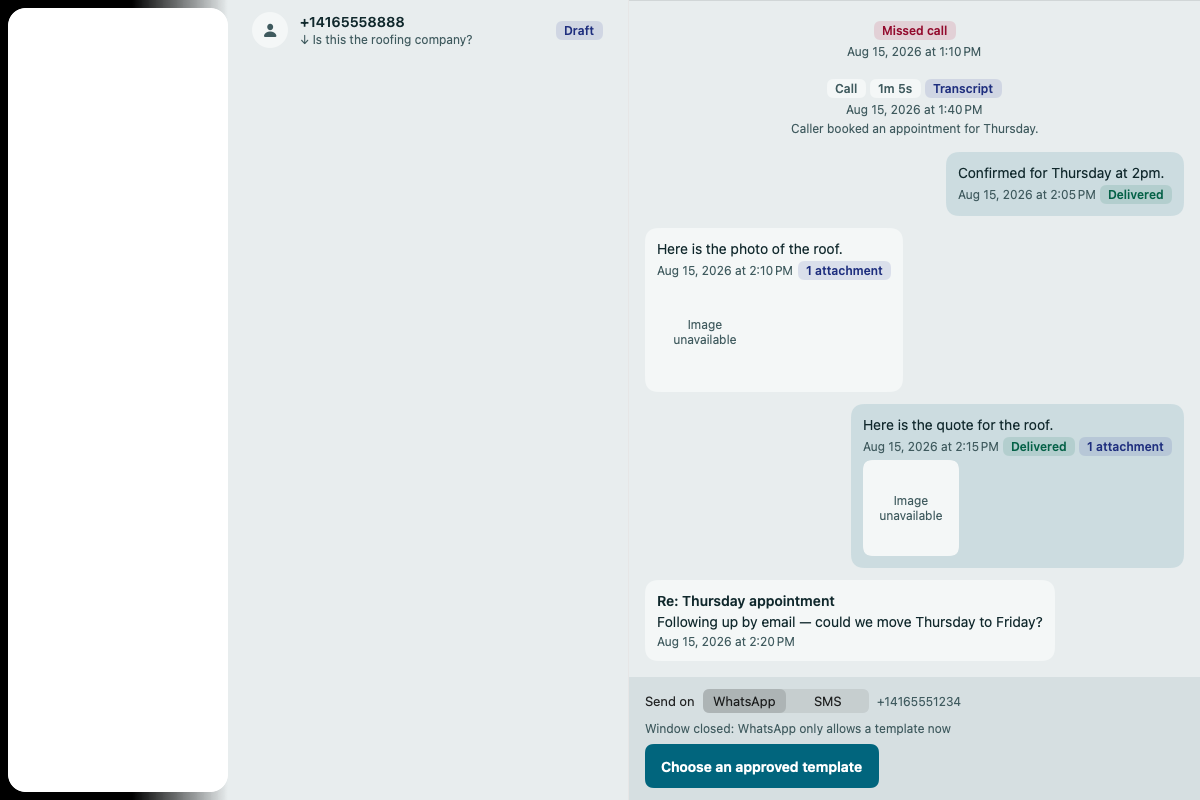 +14165558888
↓ Is this the roofing company?
Draft
Missed call
Aug 15, 2026 at 1:10 PM
Call 1m 5s Transcript
Aug 15, 2026 at 1:40 PM
Caller booked an appointment for Thursday.
Confirmed for Thursday at 2pm.
Aug 15, 2026 at 2:05 PM Delivered
Here is the photo of the roof.
Aug 15, 2026 at 2:10 PM 1 attachment
Image
unavailable
Here is the quote for the roof.
Aug 15, 2026 at 2:15 PM Delivered 1 attachment
Image
unavailable
Re: Thursday appointment
Following up by email — could we move Thursday to Friday?
Aug 15, 2026 at 2:20 PM
Send on WhatsApp SMS +14165551234
Window closed: WhatsApp only allows a template now
Choose an approved template